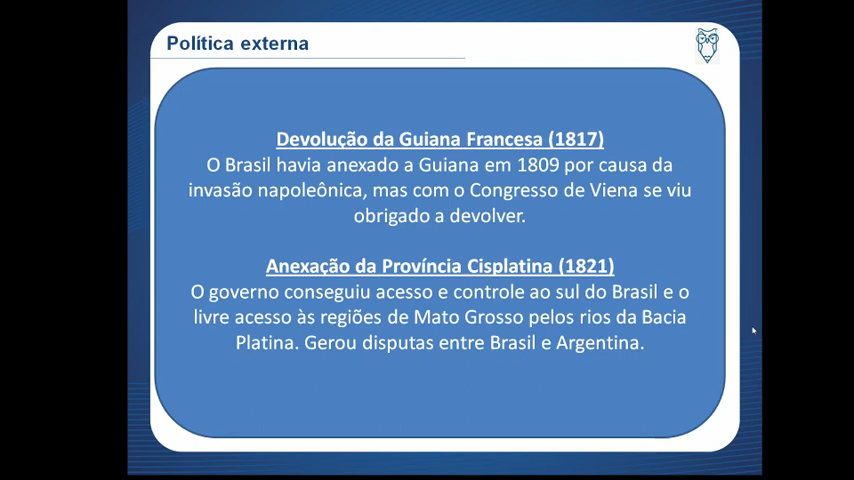 Política externa
Devolução da Guiana Francesa (1817)
O Brasil havia anexado a Guiana em 1809 por causa da
invasão napoleônica, mas com o Congresso de Viena se viu
obrigado a devolver.
Anexação da Província Cisplatina (1821)
O governo conseguiu acesso e controle ao sul do Brasil e o
livre acesso às regiões de Mato Grosso pelos rios da Bacia
Platina. Gerou disputas entre Brasil e Argentina.